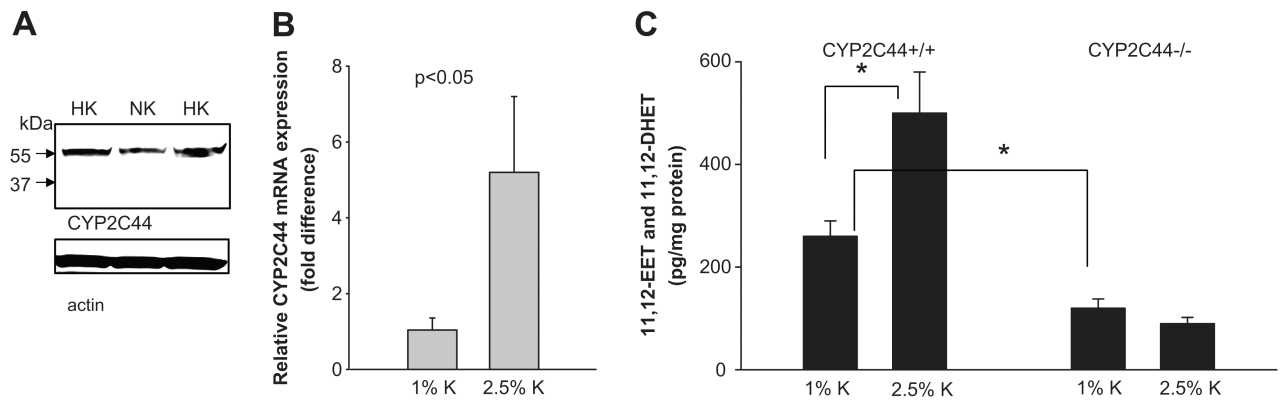 A
HK NK HK
kDa
55
37
CYP2C44
actin
B
Relative CYP2C44 mRNA expression
(fold difference)
8
6
4
2
0
p<0.05
1% K 2.5% K
C
11,12-EET and 11,12-DHET
(pg/mg protein)
600
400
200
0
CYP2C44+/+ CYP2C44-/-
*
*
1% K 2.5% K 1% K 2.5% K